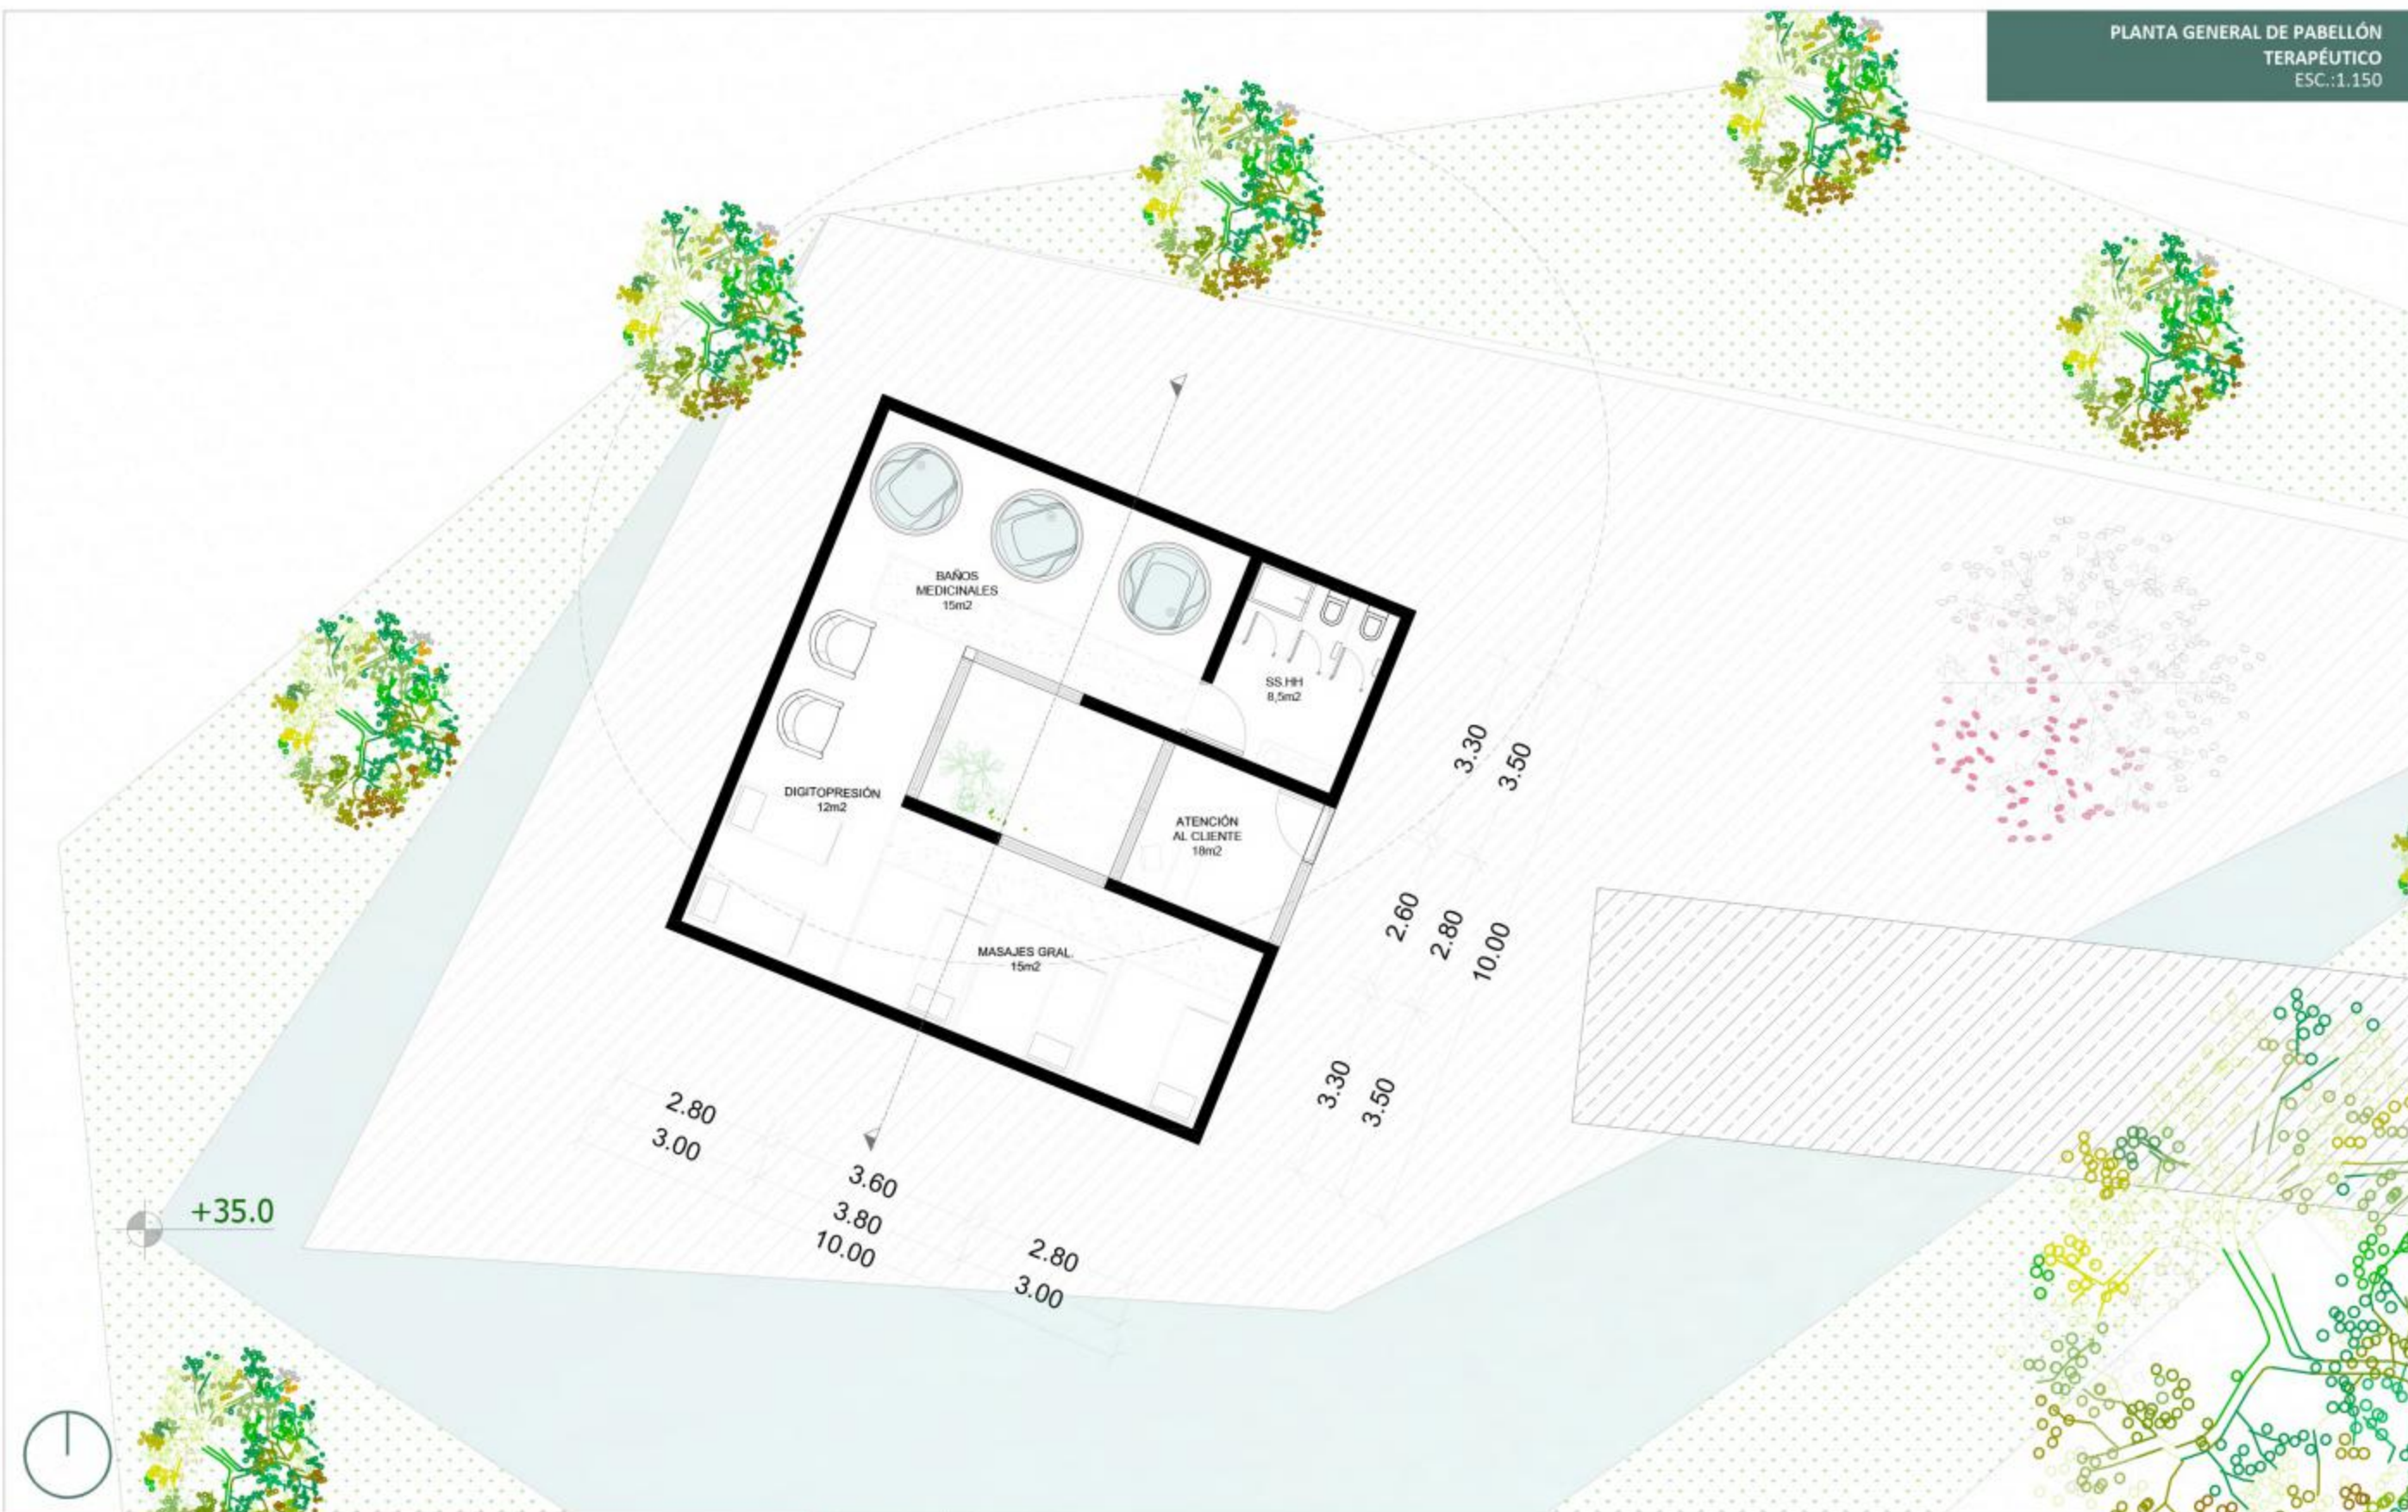 PLANTA GENERAL DE PABELLÓN
TERAPÉUTICO
ESC.:1.150
BAÑOS
MEDICINALES
15m2
SS.HH
8,5m2
DIGITOPRESIÓN
12m2
ATENCIÓN
AL CLIENTE
18m2
MASAJES GRAL.
15m2
3.30
3.50
2.60
2.80
10.00
3.30
3.50
2.80
3.00
3.60
3.80
10.00
2.80
3.00
+35.0